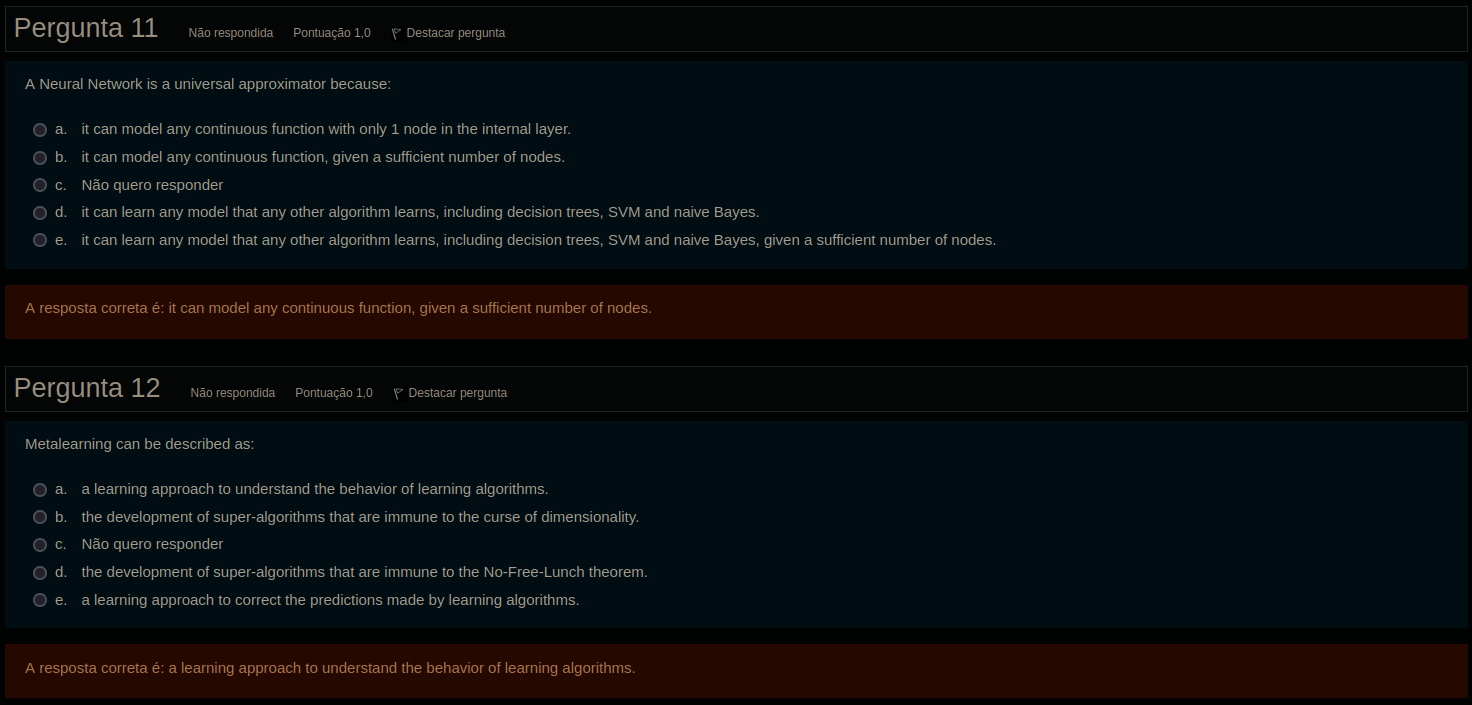 Pergunta 11 Não respondida Pontuação 1,0 Destacar pergunta
A Neural Network is a universal approximator because:
a. it can model any continuous function with only 1 node in the internal layer.
b. it can model any continuous function, given a sufficient number of nodes.
c. Não quero responder
d. it can learn any model that any other algorithm learns, including decision trees, SVM and naive Bayes.
e. it can learn any model that any other algorithm learns, including decision trees, SVM and naive Bayes, given a sufficient number of nodes.
A resposta correta é: it can model any continuous function, given a sufficient number of nodes.
Pergunta 12 Não respondida Pontuação 1,0 Destacar pergunta
Metalearning can be described as:
a. a learning approach to understand the behavior of learning algorithms.
b. the development of super-algorithms that are immune to the curse of dimensionality.
c. Não quero responder
d. the development of super-algorithms that are immune to the No-Free-Lunch theorem.
e. a learning approach to correct the predictions made by learning algorithms.
A resposta correta é: a learning approach to understand the behavior of learning algorithms.